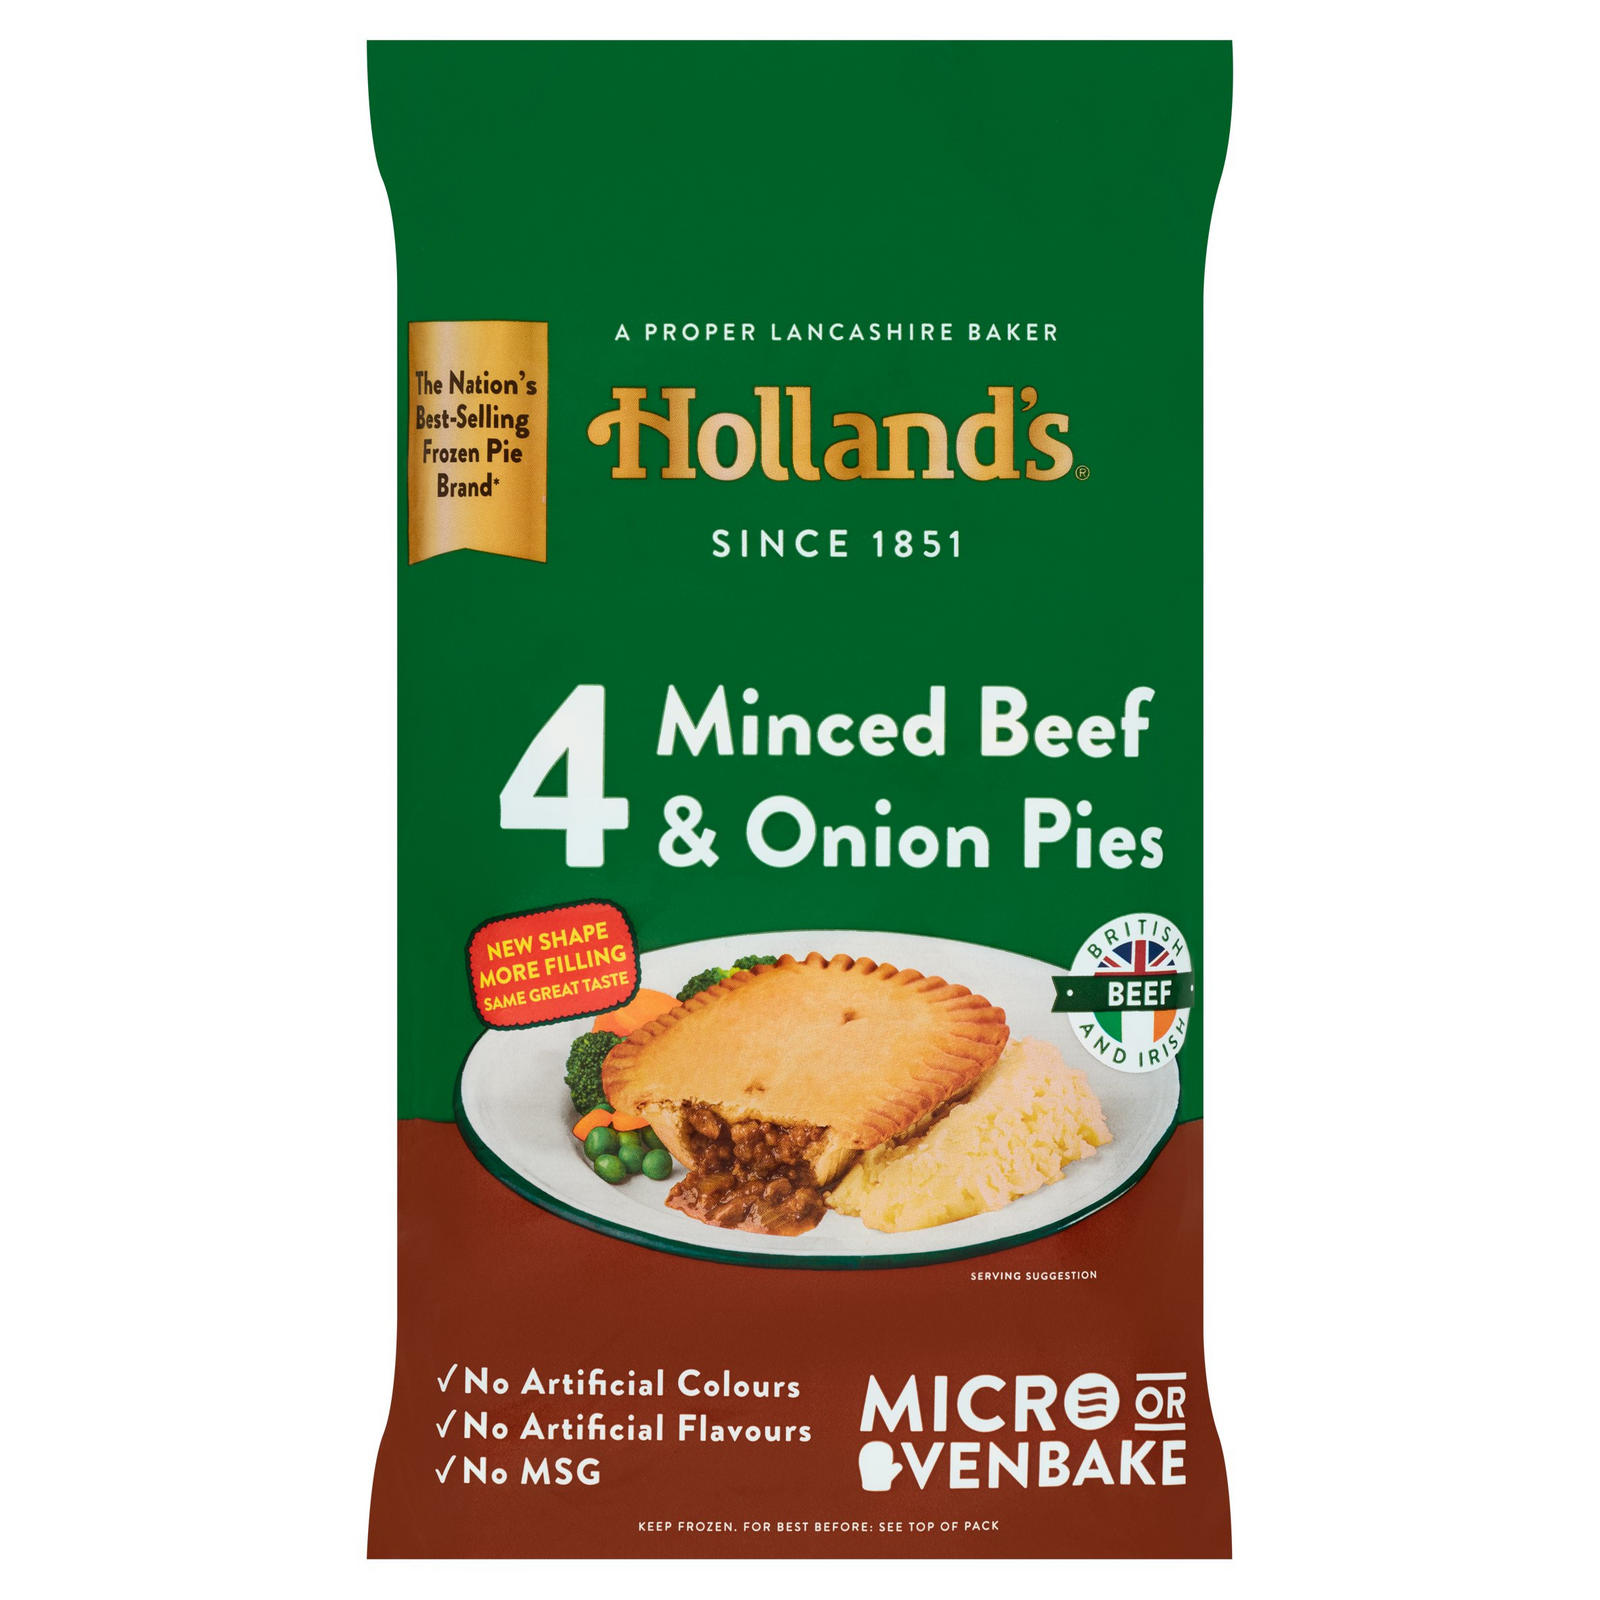 A PROPER LANCASHIRE BAKER
The Nation's
Best-Selling
Frozen Pie
Brand*
Holland's®
SINCE 1851
4 Minced Beef
& Onion Pies
NEW SHAPE
MORE FILLING
SAME GREAT TASTE
BRITISH
BEEF
AND IRISH
SERVING SUGGESTION
✓No Artificial Colours
✓No Artificial Flavours
✓No MSG
MICRO OR
OVENBAKE
KEEP FROZEN. FOR BEST BEFORE: SEE TOP OF PACK